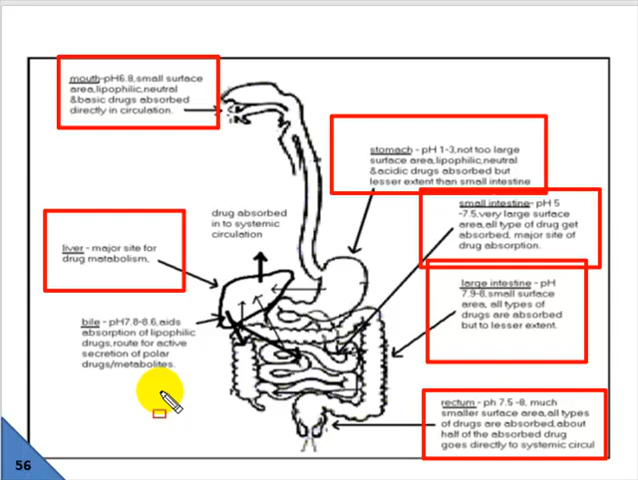 mouth-pH6.8,small surface
area,lipophilic,neutral
&basic drugs absorbed
directly in circulation.
stomach - pH 1-3,not too large
surface area,lipophilic,neutral
&acidic drugs absorbed but
lesser extent than small intestine
small intestine- pH 5
-7.5,very large surface
area,all type of drug get
absorbed, major site of
drug absorption.
drug absorbed
in to systemic
circulation
liver - major site for
drug matabolism,
large intestine - pH
7.9-8,small surface
area, all types of
drugs are absorbed
but to lesser extent.
bile - pH7.8-8.6,aids
absorption of lipophilic
drugs,route for active
secretion of polar
drugs/metabolites.
rectum - ph 7.5 -8, much
smaller surface area,all types
of drugs are absorbed,about
half of the absorbed drug
goes directly to systemic circul
56